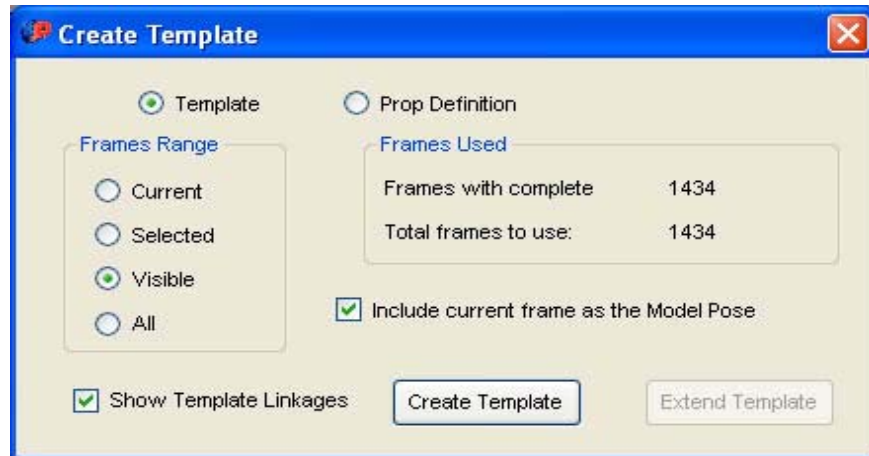 Create Template
Template
Prop Definition
Frames Range
Current
Selected
Visible
All
Frames Used
Frames with complete 1434
Total frames to use: 1434
Include current frame as the Model Pose
Show Template Linkages
Create Template
Extend Template